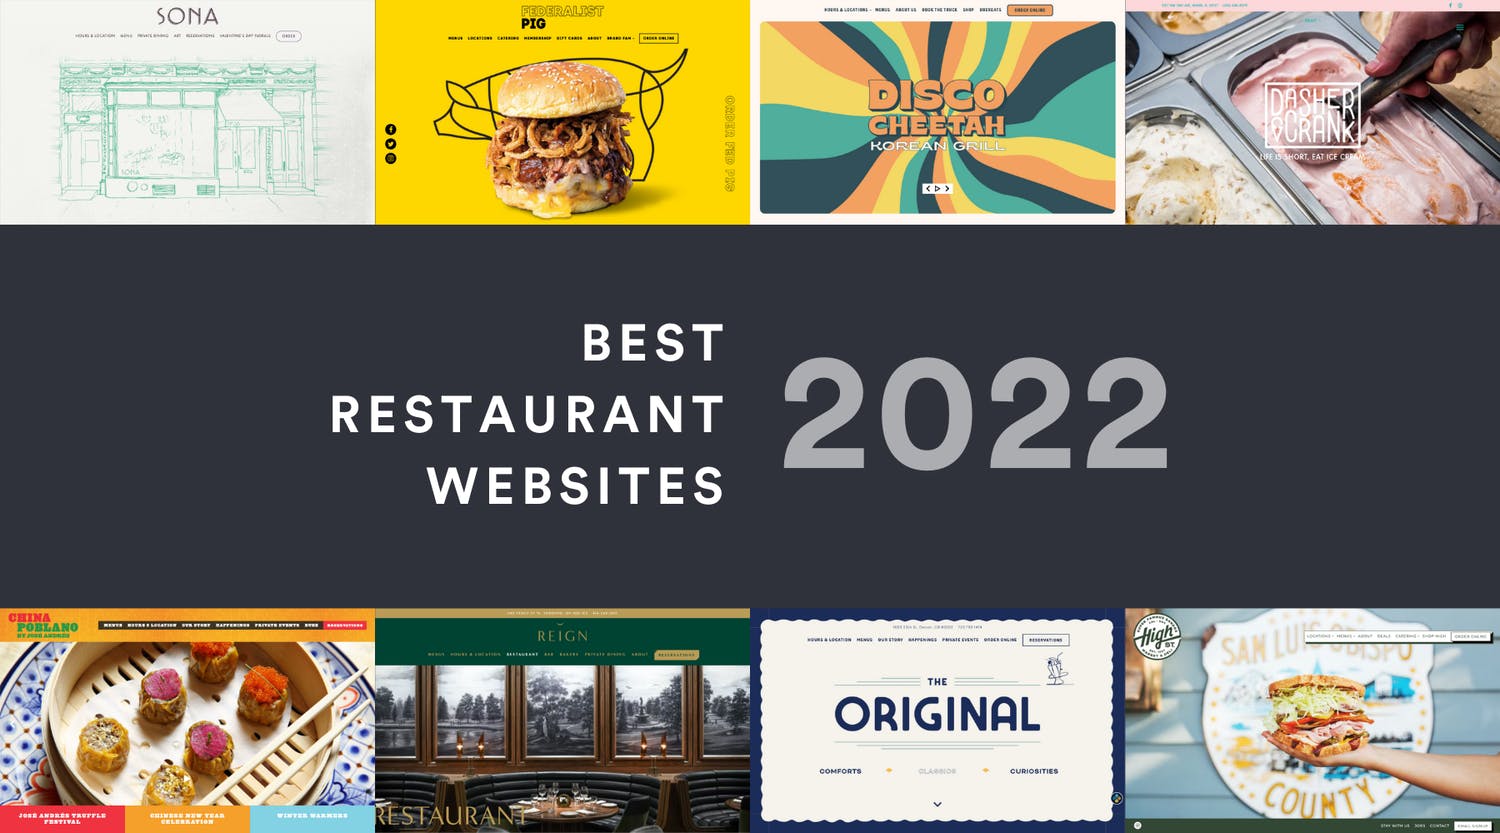 SONA
HOURS & LOCATION MENU PRIVATE DINING ART RESERVATIONS VALENTINE'S DAY FLORALS ORDER
SONA
FEDERALIST
PIG
MENUS LOCATIONS CATERING MEMBERSHIP GIFT CARDS ABOUT BRAND FAM ORDER ONLINE
ORDER FED PIG
HOURS & LOCATIONS MENUS ABOUT US BOOK THE TRUCK SHOP UBEREATS ORDER ONLINE
DISCO
CHEETAH
KOREAN GRILL
DASHER
& CRANK
LIFE IS SHORT, EAT ICE CREAM
BEST
RESTAURANT
WEBSITES
2022
CHINA
POBLANO
BY JOSÉ ANDRÉS
MENUS HOURS & LOCATION OUR STORY HAPPENINGS PRIVATE EVENTS RESERVATIONS
JOSÉ ANDRÉS TRUFFLE
FESTIVAL
CHINESE NEW YEAR
CELEBRATION
WINTER WARMERS
REIGN
MENUS HOURS & LOCATION RESTAURANT BAR BAKERY PRIVATE DINING ABOUT RESERVATIONS
RESTAURANT
HOURS & LOCATION MENUS OUR STORY HAPPENINGS PRIVATE EVENTS ORDER ONLINE RESERVATIONS
THE
ORIGINAL
COMFORTS CLASSICS CURIOSITIES
High
ST.
LOCATIONS MENUS ABOUT DEALS CATERING SHOP HIGH ORDER ONLINE
SAN LUIS OBISPO
COUNTY
STAY WITH US JOBS CONTACT EMAIL SIGNUP